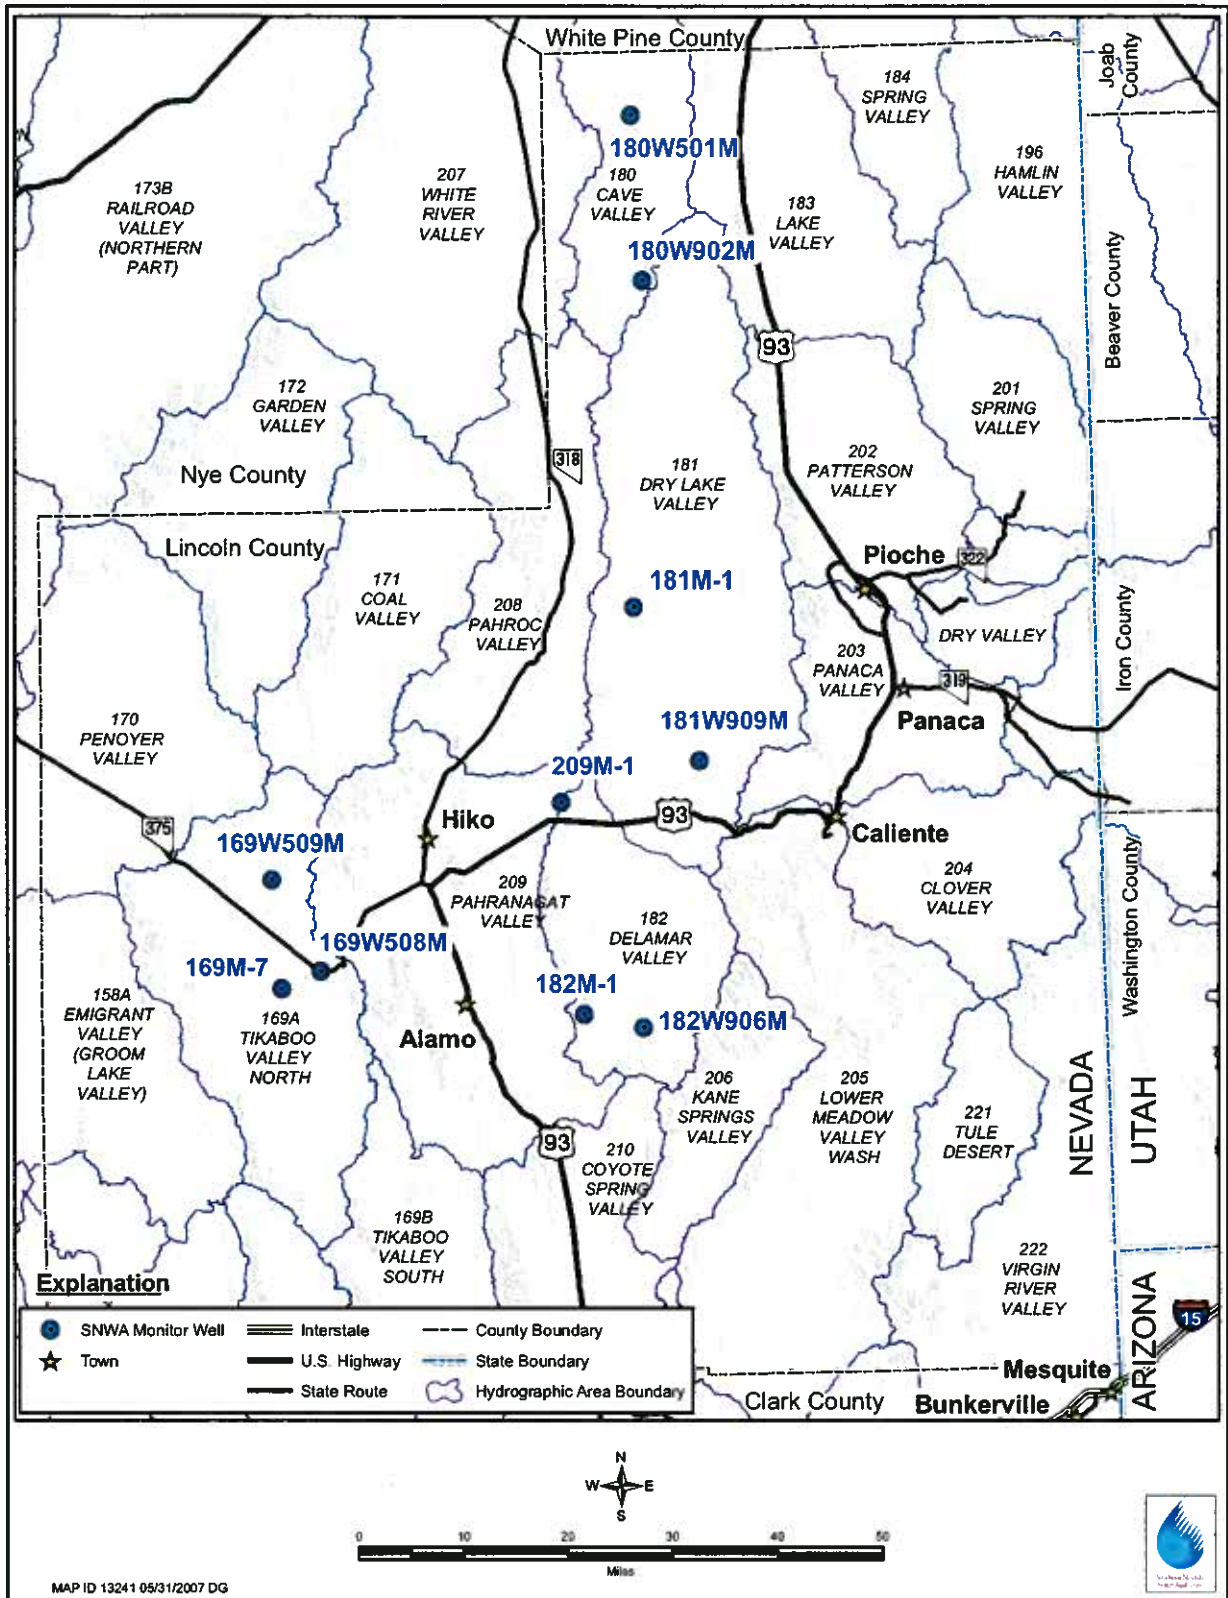 White Pine County
Joab
County
184
SPRING
VALLEY
180W501M
196
HAMLIN
VALLEY
207
WHITE
RIVER
VALLEY
180
CAVE
VALLEY
173B
RAILROAD
VALLEY
(NORTHERN
PART)
183
LAKE
VALLEY
180W902M
Beaver County
93
172
GARDEN
VALLEY
201
SPRING
VALLEY
202
PATTERSON
VALLEY
318
181
DRY LAKE
VALLEY
Nye County
Lincoln County
Pioche
322
171
COAL
VALLEY
181M-1
208
PAHROC
VALLEY
DRY VALLEY
Iron County
203
PANACA
VALLEY
319
Panaca
170
PENOYER
VALLEY
181W909M
209M-1
93
Hiko
375
169W509M
Caliente
204
CLOVER
VALLEY
209
PAHRANAGAT
VALLEY
182
DELAMAR
VALLEY
Washington County
169W508M
169M-7
182M-1
158A
EMIGRANT
VALLEY
(GROOM
LAKE
VALLEY)
169A
TIKABOO
VALLEY
NORTH
182W906M
Alamo
206
KANE
SPRINGS
VALLEY
205
LOWER
MEADOW
VALLEY
WASH
221
TULE
DESERT
NEVADA
UTAH
93
210
COYOTE
SPRING
VALLEY
169B
TIKABOO
VALLEY
SOUTH
222
VIRGIN
RIVER
VALLEY
ARIZONA
15
Explanation
SNWA Monitor Well
Interstate
County Boundary
Town
U.S. Highway
State Boundary
State Route
Hydrographic Area Boundary
Mesquite
Clark County
Bunkerville
N
W E
S
0 10 20 30 40 50
Miles
MAP ID 13241 05/31/2007 DG